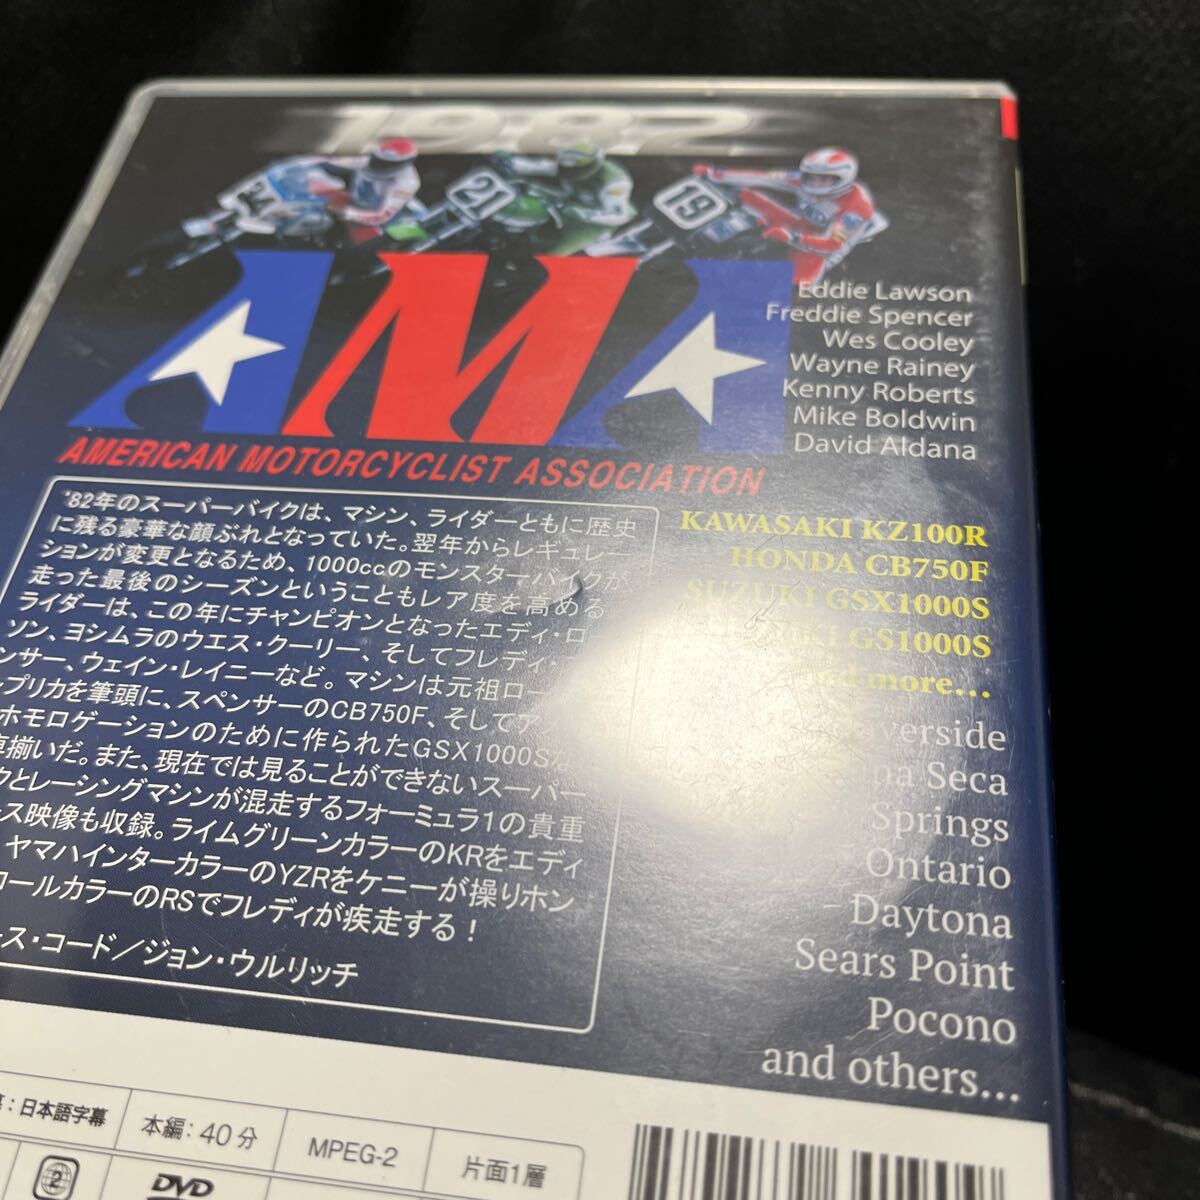 1982
21
19
AMA
AMERICAN MOTORCYCLIST ASSOCIATION
Eddie Lawson
Freddie Spencer
Wes Cooley
Wayne Rainey
Kenny Roberts
Mike Boldwin
David Aldana
'82年のスーパーバイクは、マシン、ライダーともに歴史
に残る豪華な顔ぶれとなっていた。翌年からレギュレー
ションが変更となるため、1000ccのモンスターバイクが
走った最後のシーズンということもレア度を高める
ライダーは、この年にチャンピオンとなったエディ・ロー
ソン、ヨシムラのウエス・クーリー、そしてフレディ・
ンサー、ウェイン・レイニーなど。マシンは元祖ロー
プリカを筆頭に、スペンサーのCB750F、そして
ホモロゲーションのために作られたGSX1000S
揃いだ。また、現在では見ることができないスーパー
とレーシングマシンが混走するフォーミュラ1の貴重
ス映像も収録。ライムグリーンカラーのKRをエディ
ヤマハインターカラーのYZRをケニーが操りホン
ロールカラーのRSでフレディが疾走する!
ース・コード/ジョン・ウルリッチ
KAWASAKI KZ100R
HONDA CB750F
SUZUKI GSX1000S
GS1000S
and more...
Seca
Springs
Ontario
Daytona
Sears Point
Pocono
and others...
:日本語字幕
本編:40分
MPEG-2
片面1層
2
DVD